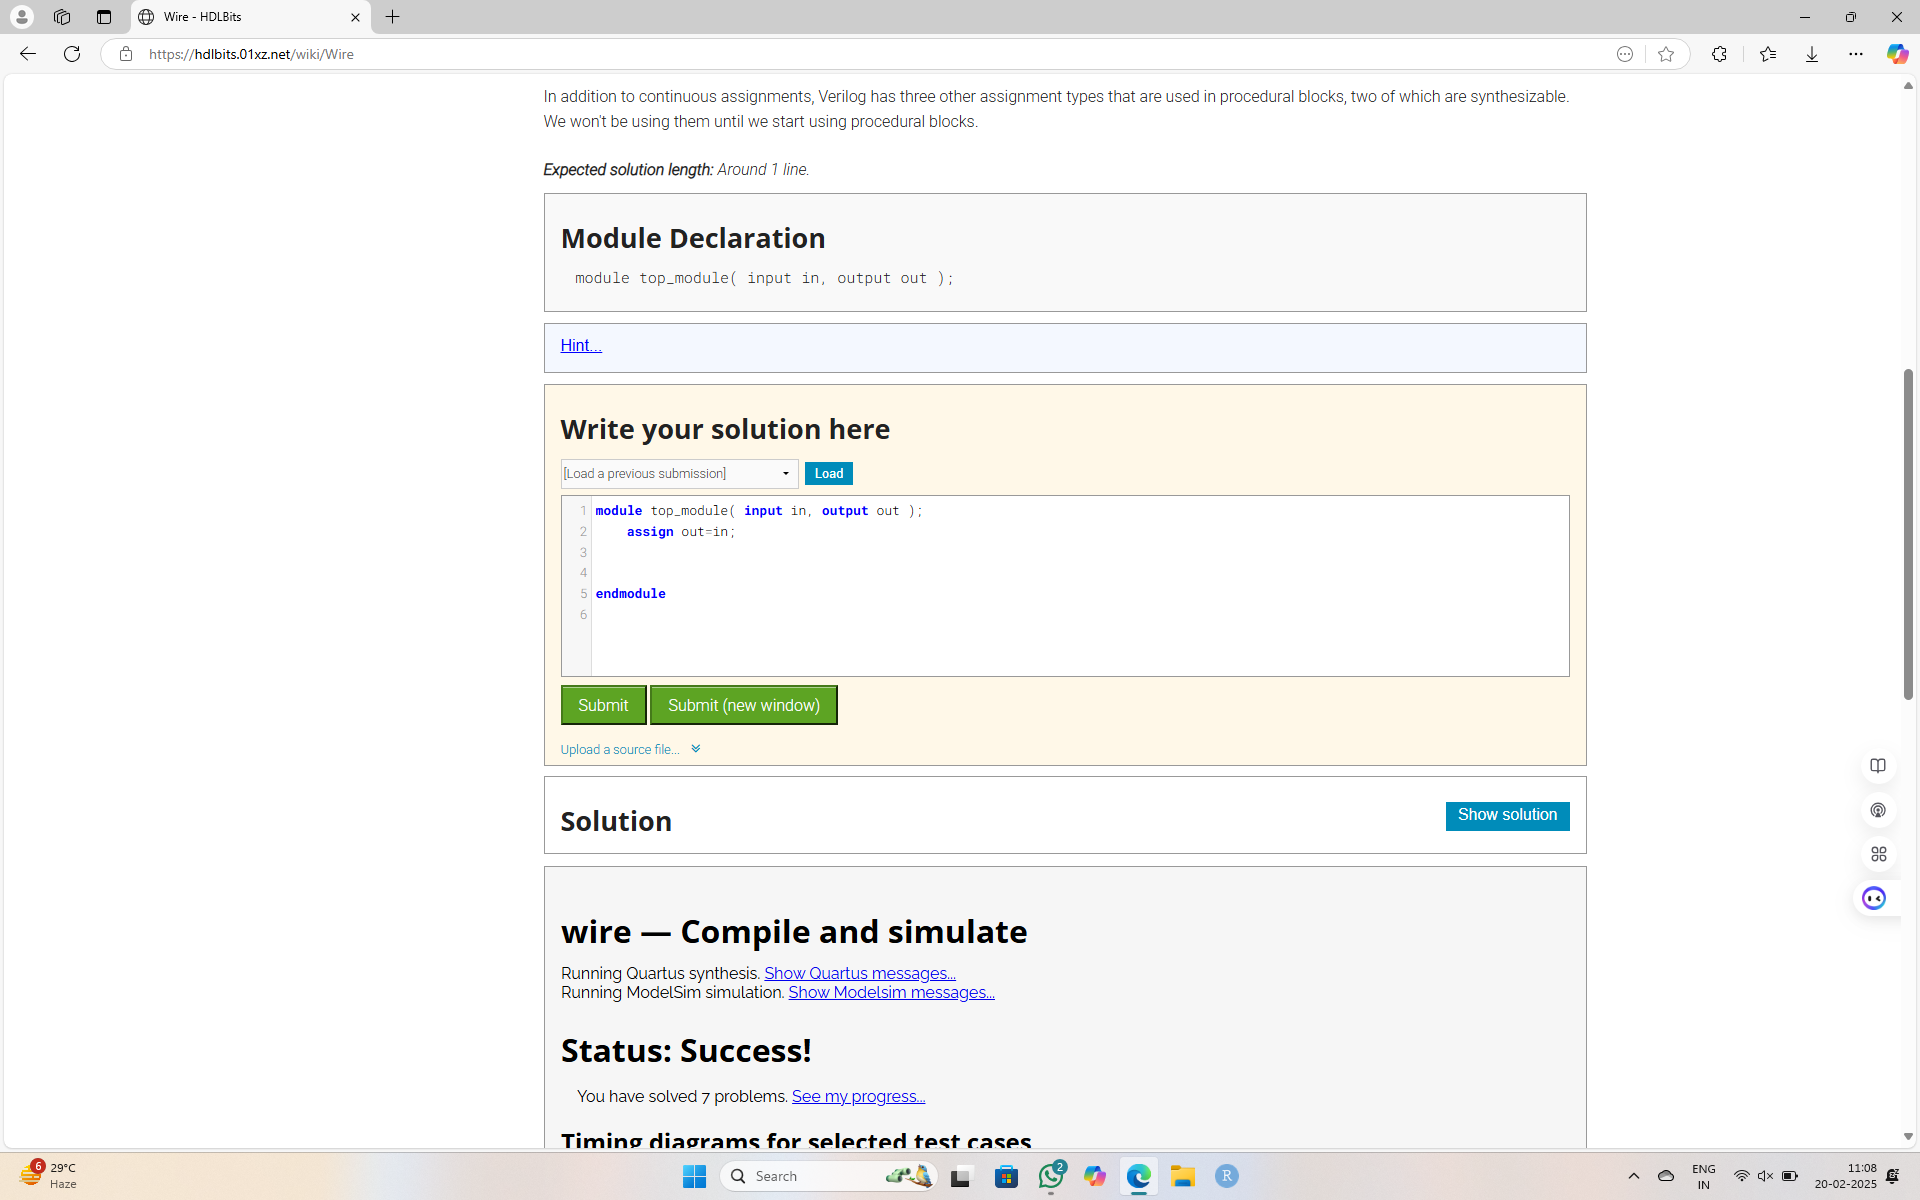 Wire - HDLBits
https://hdlbits.01xz.net/wiki/Wire
In addition to continuous assignments, Verilog has three other assignment types that are used in procedural blocks, two of which are synthesizable.
We won't be using them until we start using procedural blocks.
Expected solution length: Around 1 line.
Module Declaration
module top_module( input in, output out );
Hint...
Write your solution here
[Load a previous submission] Load
1 module top_module( input in, output out );
2 assign out=in;
3
4
5 endmodule
6
Submit Submit (new window)
Upload a source file...
Solution Show solution
wire — Compile and simulate
Running Quartus synthesis. Show Quartus messages...
Running ModelSim simulation. Show Modelsim messages...
Status: Success!
You have solved 7 problems. See my progress...
Timing diagrams for selected test cases
6 29°C
Haze
Search
2
R
ENG
IN
11:08
20-02-2025